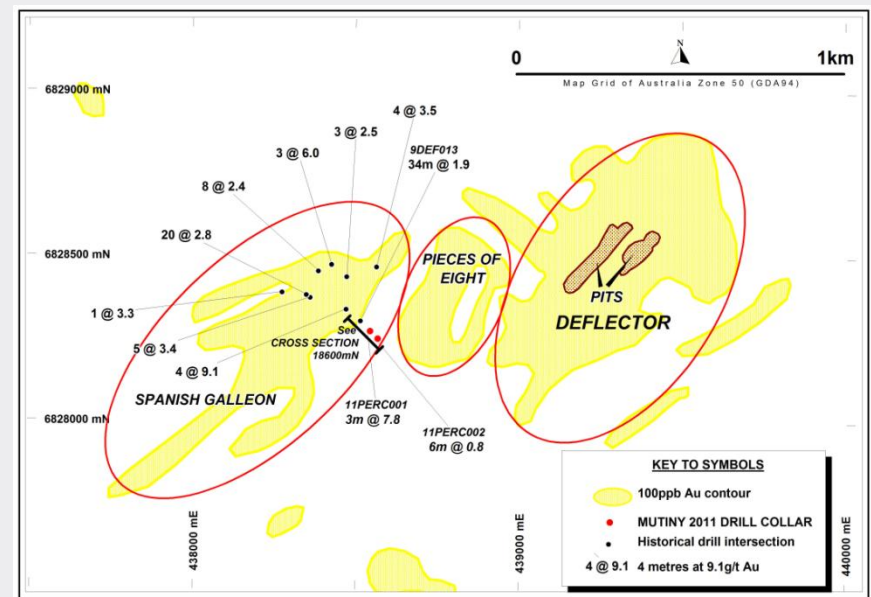 0
N
1km
Map Grid of Australia Zone 50 (GDA94)
6829000 mN
4 @ 3.5
3 @ 2.5
9DEF013
34m @ 1.9
3 @ 6.0
8 @ 2.4
20 @ 2.8
6828500 mN
PIECES OF
EIGHT
1 @ 3.3
PITS
DEFLECTOR
5 @ 3.4
See
CROSS SECTION
18600mN
4 @ 9.1
SPANISH GALLEON
11PERC001
3m @ 7.8
6828000 mN
11PERC002
6m @ 0.8
KEY TO SYMBOLS
100ppb Au contour
MUTINY 2011 DRILL COLLAR
Historical drill intersection
4 @ 9.1 4 metres at 9.1g/t Au
438000 mE
439000 mE
440000 mE